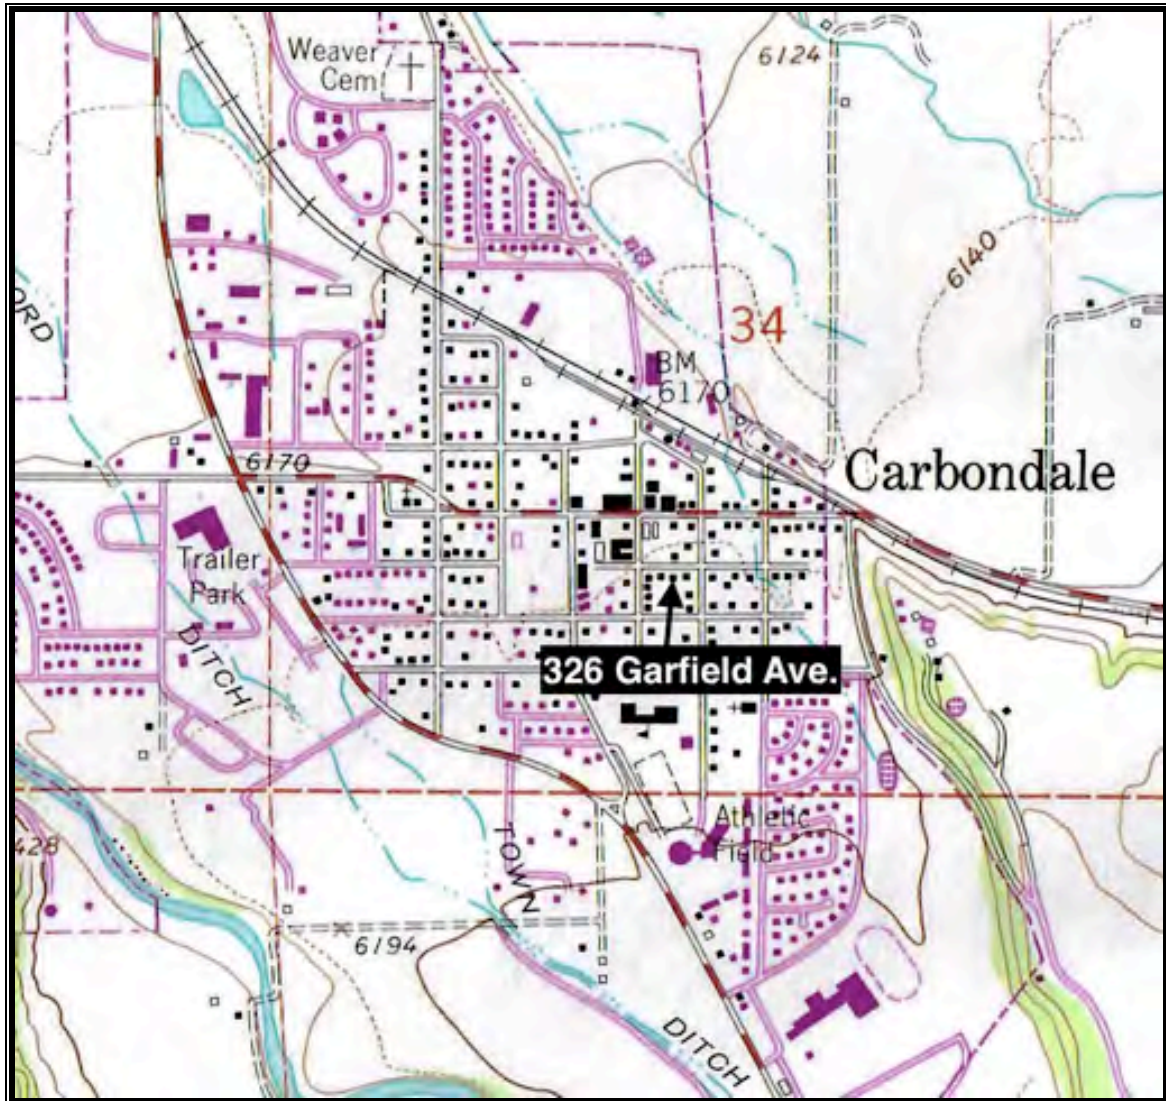 Weaver
Cem
6124
6140
ORD
34
BM
6170
6170
Carbondale
Trailer
Park
DITCH
326 Garfield Ave.
TOWN
Athletic
Field
428
6194
DITCH